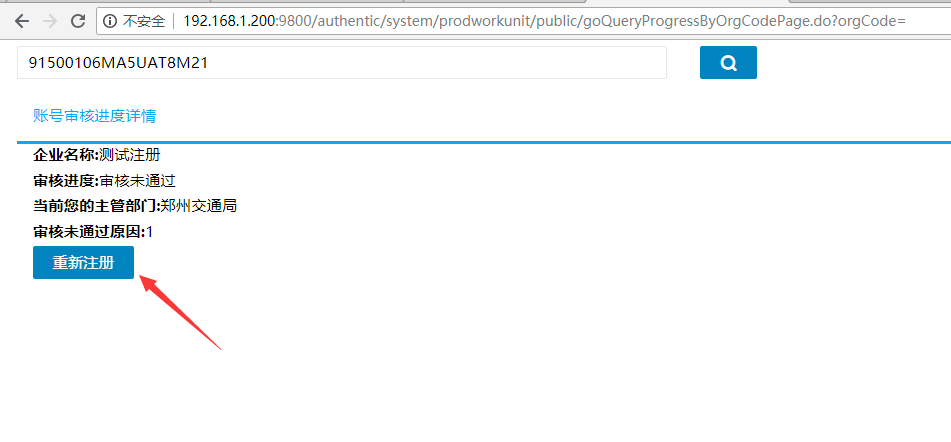 不安全 192.168.1.200:9800/authentic/system/prodworkunit/public/goQueryProgressByOrgCodePage.do?orgCode=
91500106MA5UAT8M21
账号审核进度详情
企业名称:测试注册
审核进度:审核未通过
当前您的主管部门:郑州交通局
审核未通过原因:1
重新注册